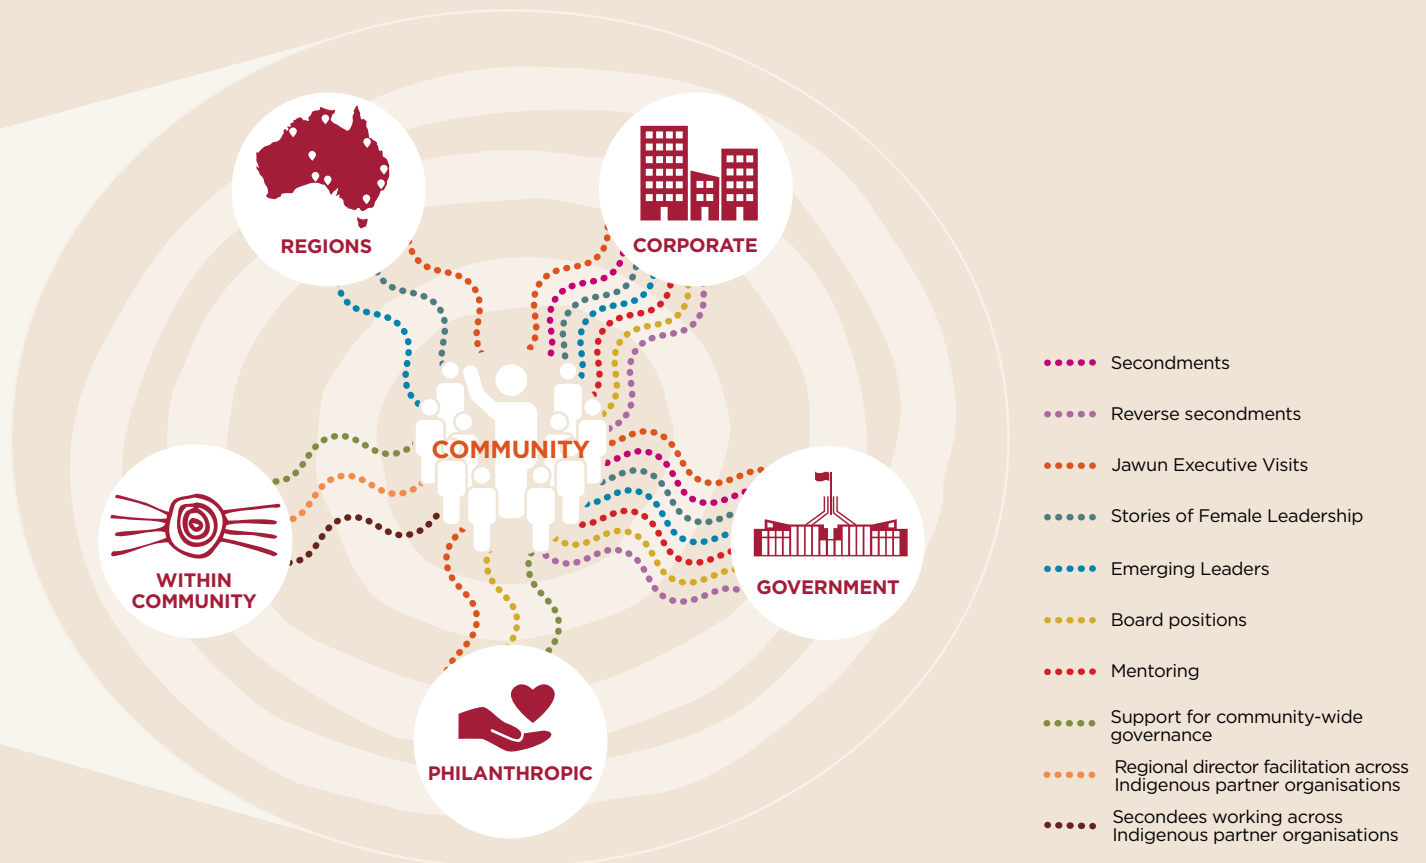 REGIONS
CORPORATE
COMMUNITY
WITHIN
COMMUNITY
GOVERNMENT
PHILANTHROPIC
Secondments
Reverse secondments
Jawun Executive Visits
Stories of Female Leadership
Emerging Leaders
Board positions
Mentoring
Support for community-wide
governance
Regional director facilitation across
Indigenous partner organisations
Secondees working across
Indigenous partner organisations